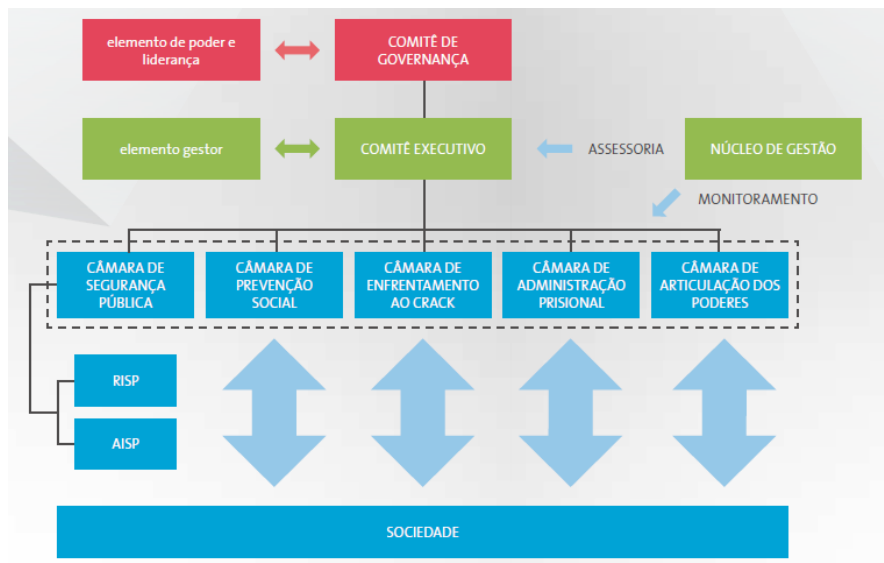 elemento de poder e
liderança
COMITÊ DE
GOVERNANÇA
elemento gestor
COMITÊ EXECUTIVO
ASSESSORIA
NÚCLEO DE GESTÃO
MONITORAMENTO
CÂMARA DE
SEGURANÇA
PÚBLICA
CÂMARA DE
PREVENÇÃO
SOCIAL
CÂMARA DE
ENFRENTAMENTO
AO CRACK
CÂMARA DE
ADMINISTRAÇÃO
PRISIONAL
CÂMARA DE
ARTICULAÇÃO DOS
PODERES
RISP
AISP
SOCIEDADE